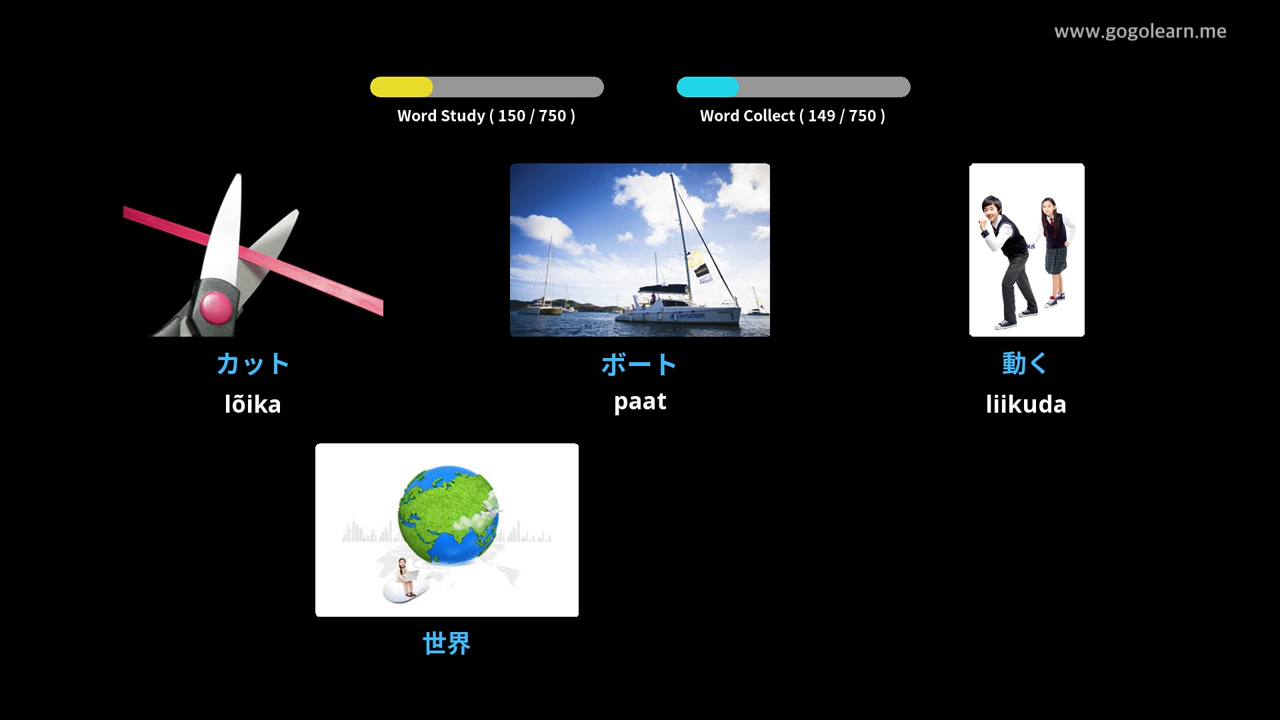 www.gogolearn.me
Word Study ( 150 / 750 )
Word Collect ( 149 / 750 )
カット
ボート
動く
lõika
paat
liikuda
世界